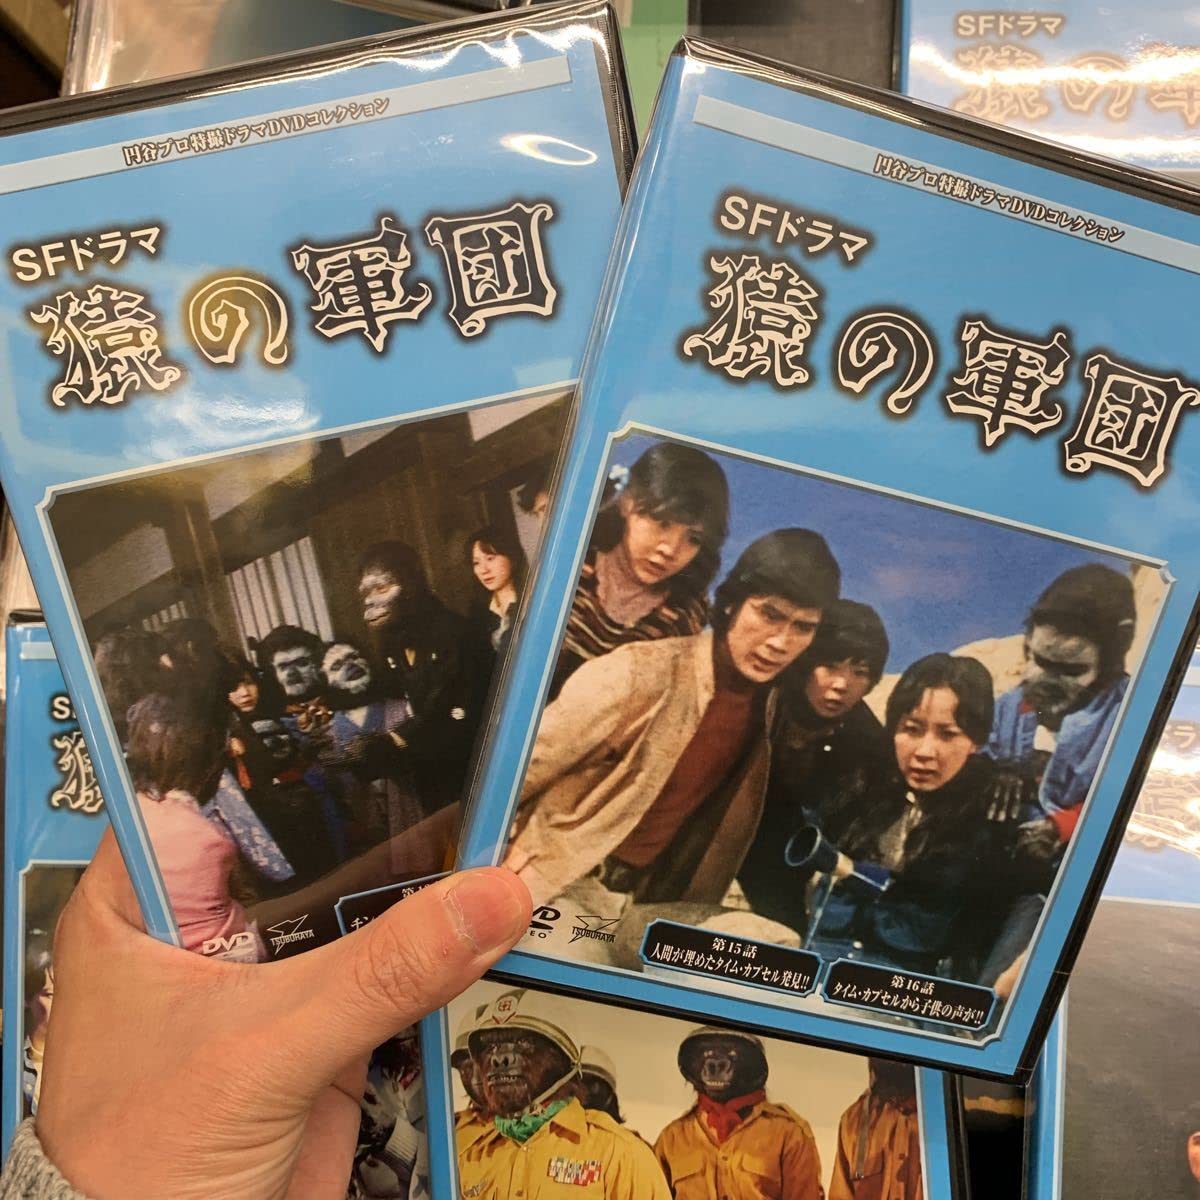 円谷プロ特撮ドラマDVDコレクション
SFドラマ
猿の軍団
DVD
TSUBURAYA
円谷プロ特撮ドラマDVDコレクション
SFドラマ
猿の軍団
TSUBURAYA
第15話
人間が埋めたタイム・カプセル発見!!
第16話
タイム・カプセルから子供の声が!!
SFドラマ
猿の軍